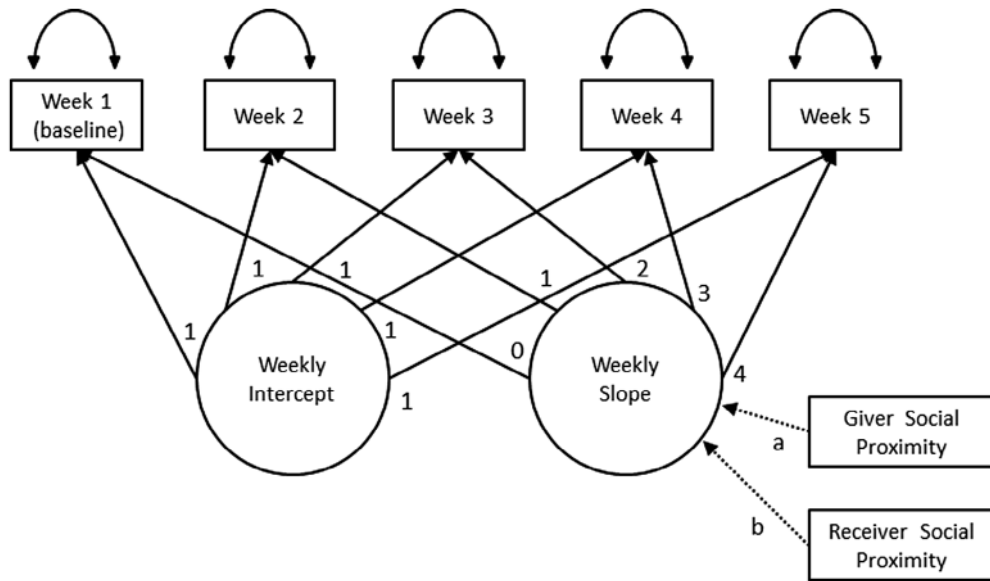 Week 1
(baseline)
Week 2
Week 3
Week 4
Week 5
1
1
1
1
1
0
1
2
3
4
Weekly
Intercept
Weekly
Slope
Giver Social
Proximity
a
Receiver Social
Proximity
b